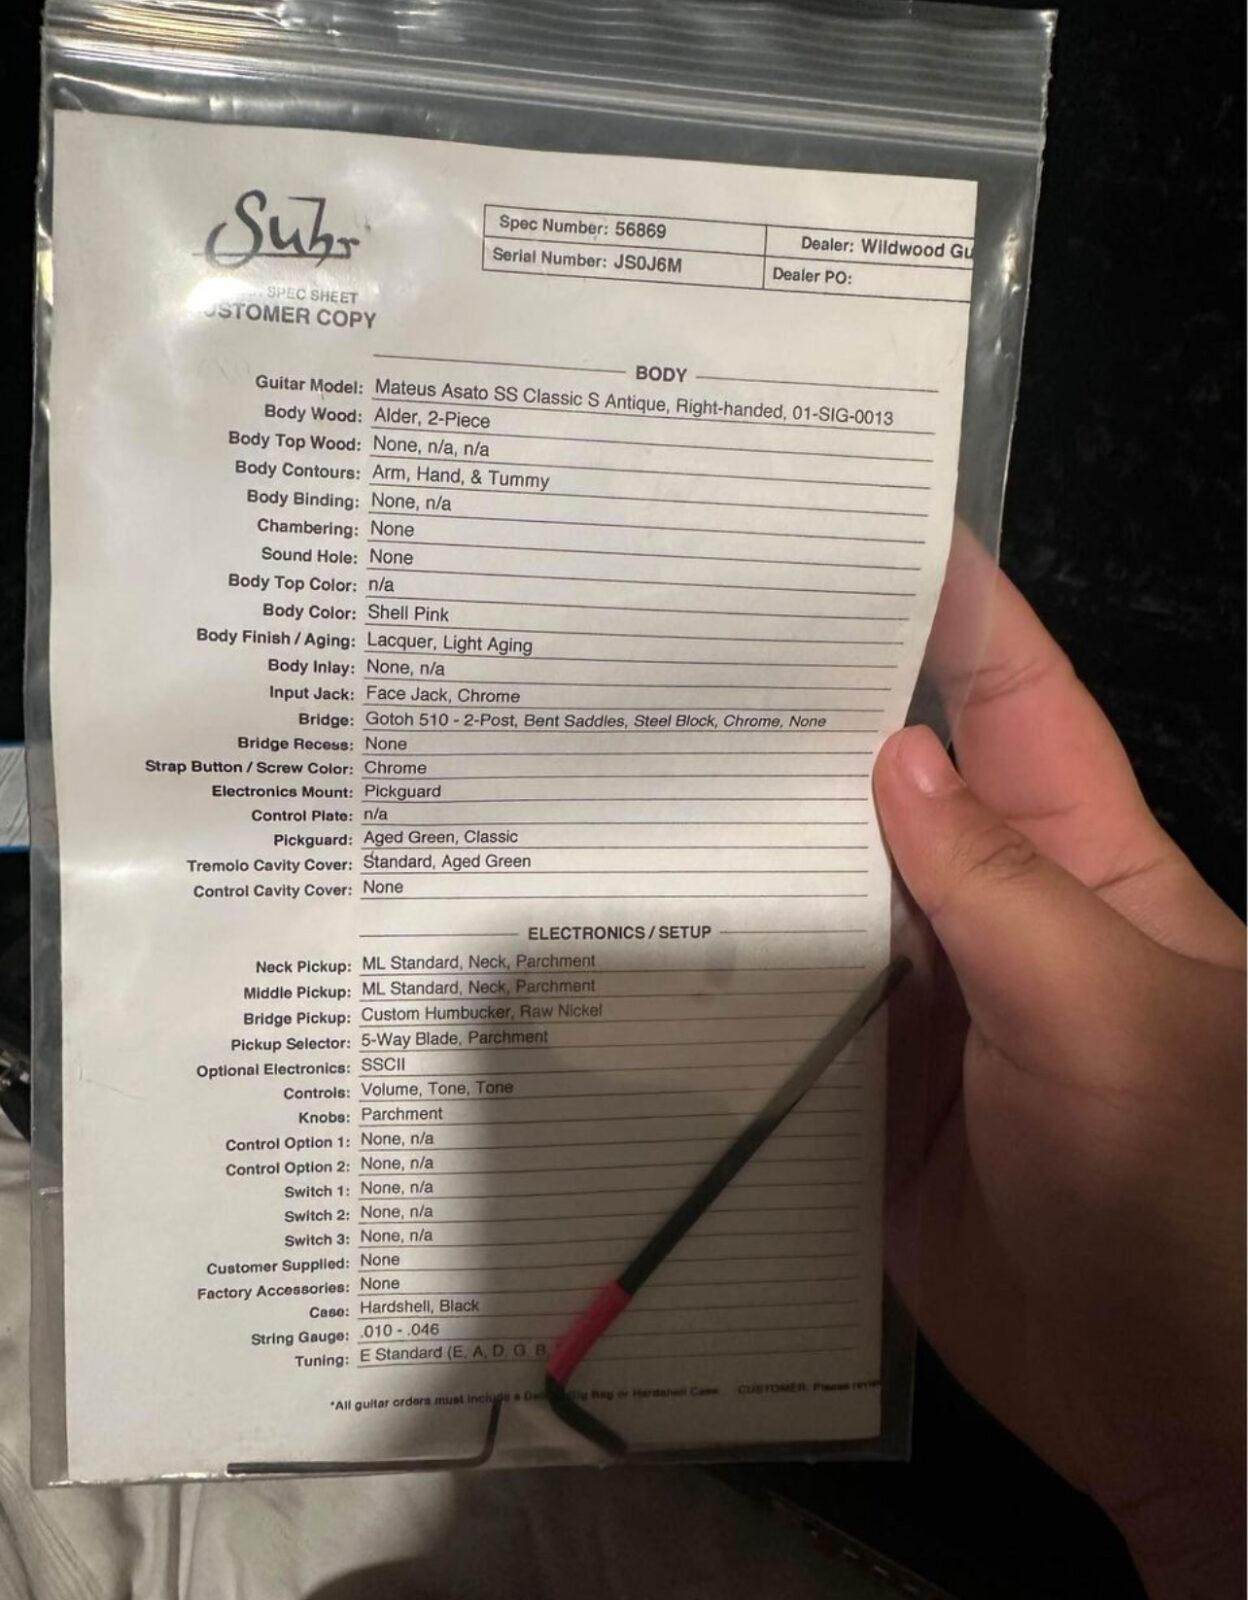 Suhr
Spec Number: 56869
Dealer: Wildwood Gu
Serial Number: JS0J6M
Dealer PO:
SPEC SHEET
CUSTOMER COPY
BODY
Guitar Model: Mateus Asato SS Classic S Antique, Right-handed, 01-SIG-0013
Body Wood: Alder, 2-Piece
Body Top Wood: None, n/a, n/a
Body Contours: Arm, Hand, & Tummy
Body Binding: None, n/a
Chambering: None
Sound Hole: None
Body Top Color: n/a
Body Color: Shell Pink
Body Finish / Aging: Lacquer, Light Aging
Body Inlay: None, n/a
Input Jack: Face Jack, Chrome
Bridge: Gotoh 510 - 2-Post, Bent Saddles, Steel Block, Chrome, None
Bridge Recess: None
Strap Button / Screw Color: Chrome
Electronics Mount: Pickguard
Control Plate: n/a
Pickguard: Aged Green, Classic
Tremolo Cavity Cover: Standard, Aged Green
Control Cavity Cover: None
ELECTRONICS / SETUP
Neck Pickup: ML Standard, Neck, Parchment
Middle Pickup: ML Standard, Neck, Parchment
Bridge Pickup: Custom Humbucker, Raw Nickel
Pickup Selector: 5-Way Blade, Parchment
Optional Electronics: SSCII
Controls: Volume, Tone, Tone
Knobs: Parchment
Control Option 1: None, n/a
Control Option 2: None, n/a
Switch 1: None, n/a
Switch 2: None, n/a
Switch 3: None, n/a
Customer Supplied: None
Factory Accessories: None
Case: Hardshell, Black
String Gauge: .010 - .046
Tuning: E Standard (E, A, D, G, B,
*All guitar orders must include a Gig Bag or Hardshell Case. CUSTOMER: Please